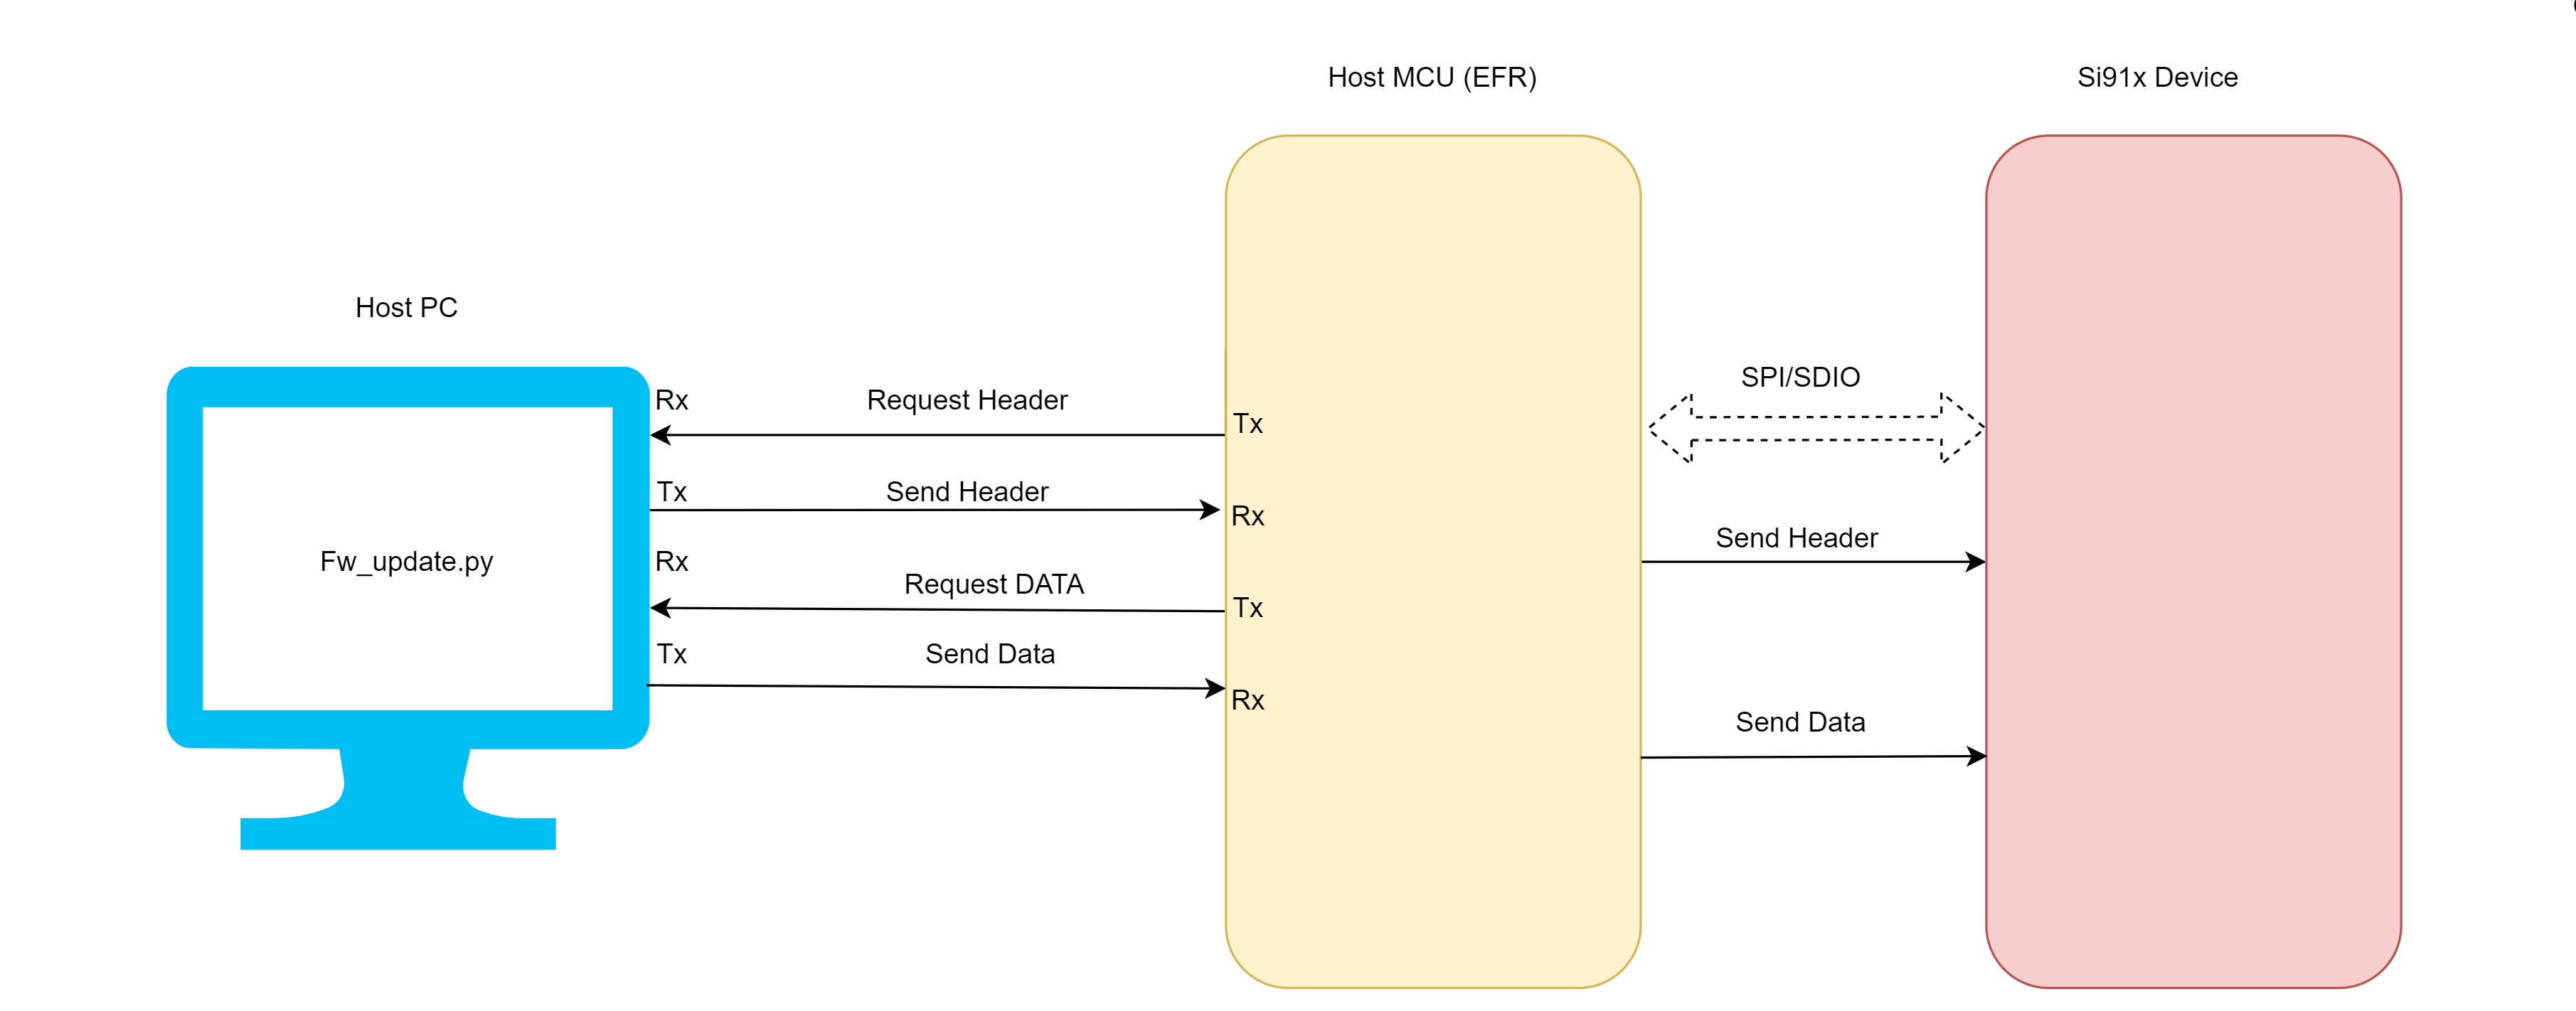 Host MCU (EFR)
Si91x Device
Host PC
SPI/SDIO
Rx
Request Header
Tx
Tx
Send Header
Rx
Send Header
Fw_update.py
Rx
Request DATA
Tx
Tx
Send Data
Rx
Send Data